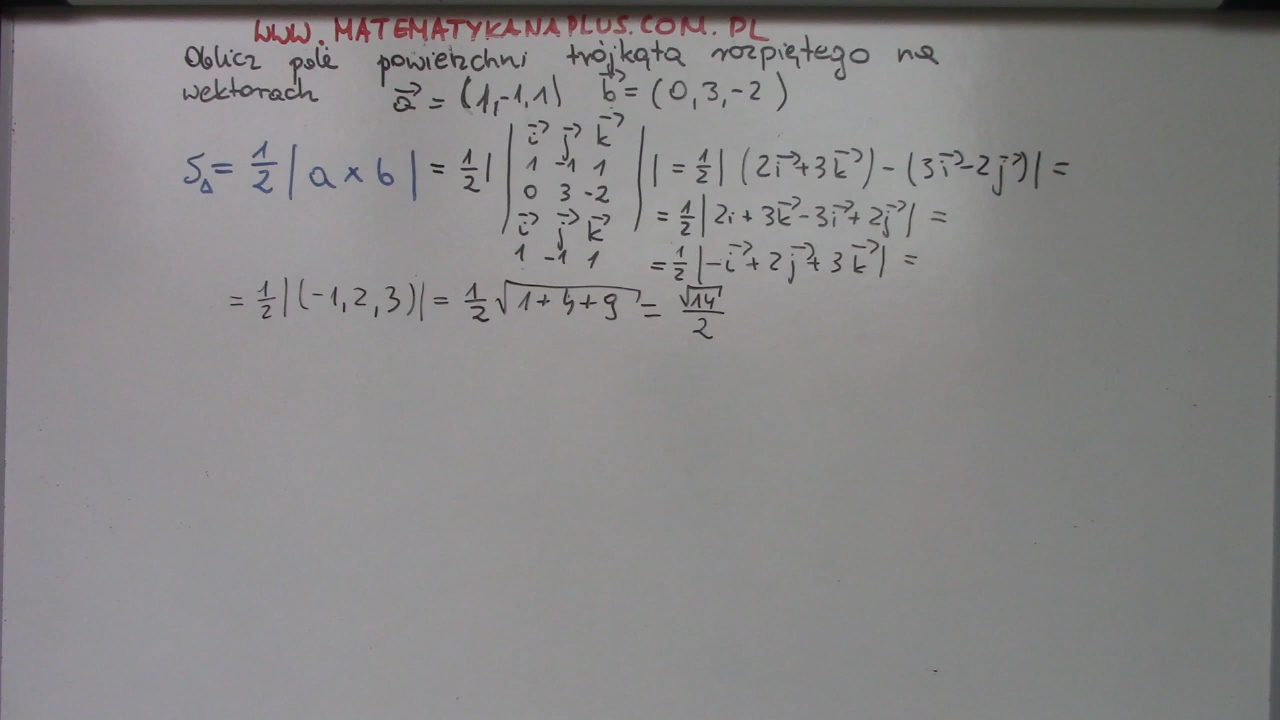 WWW.MATEMATYKANAPLUS.COM.PL
Oblicz pole powierzchni trójkąta rozpiętego na
wektorach a⃗ = (1,-1,1) b⃗ = (0,3,-2)
S△ = 1/2 |a×b| = 1/2 | | i⃗ j⃗ k⃗ | | = 1/2 | (2i⃗+3k⃗) - (3i⃗-2j⃗) | =
1 -1 1
0 3 -2 = 1/2 | 2i + 3k⃗ - 3i⃗ + 2j⃗ | =
i⃗ j⃗ k⃗
1 -1 1 = 1/2 | -i⃗ + 2j⃗ + 3k⃗ | =
= 1/2 | (-1,2,3) | = 1/2 √(1+4+9) = √14/2